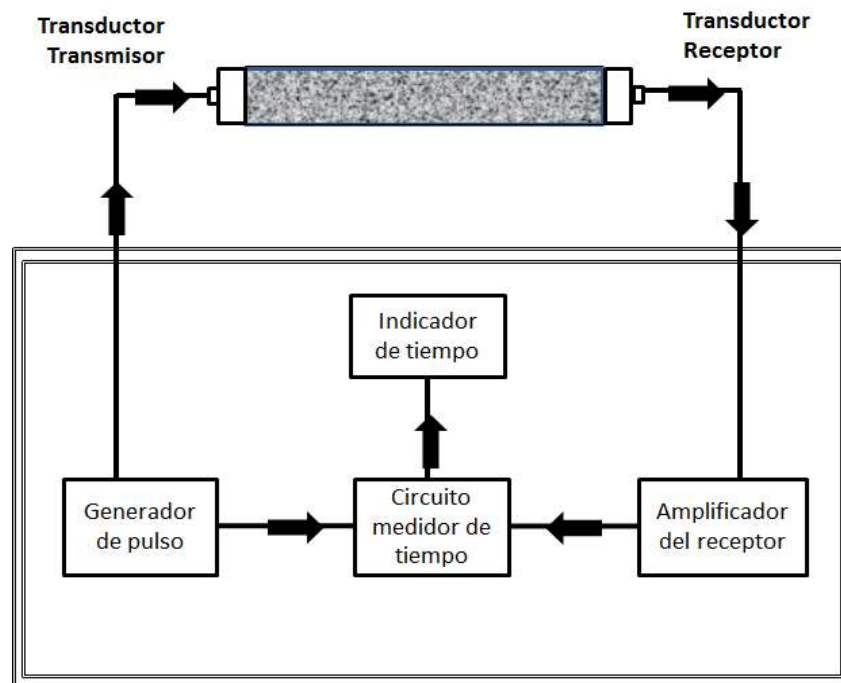 Transductor
Transmisor
Transductor
Receptor
Indicador
de tiempo
Generador
de pulso
Circuito
medidor de
tiempo
Amplificador
del receptor